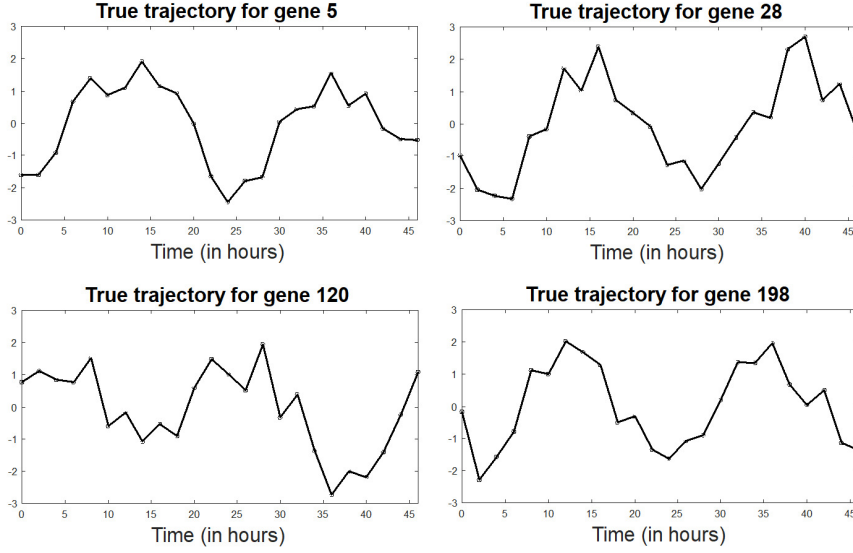 True trajectory for gene 5
3
2
1
0
-1
-2
-3
0 5 10 15 20 25 30 35 40 45
Time (in hours)
True trajectory for gene 28
3
2
1
0
-1
-2
-3
0 5 10 15 20 25 30 35 40 45
Time (in hours)
True trajectory for gene 120
3
2
1
0
-1
-2
-3
0 5 10 15 20 25 30 35 40 45
Time (in hours)
True trajectory for gene 198
3
2
1
0
-1
-2
-3
0 5 10 15 20 25 30 35 40 45
Time (in hours)